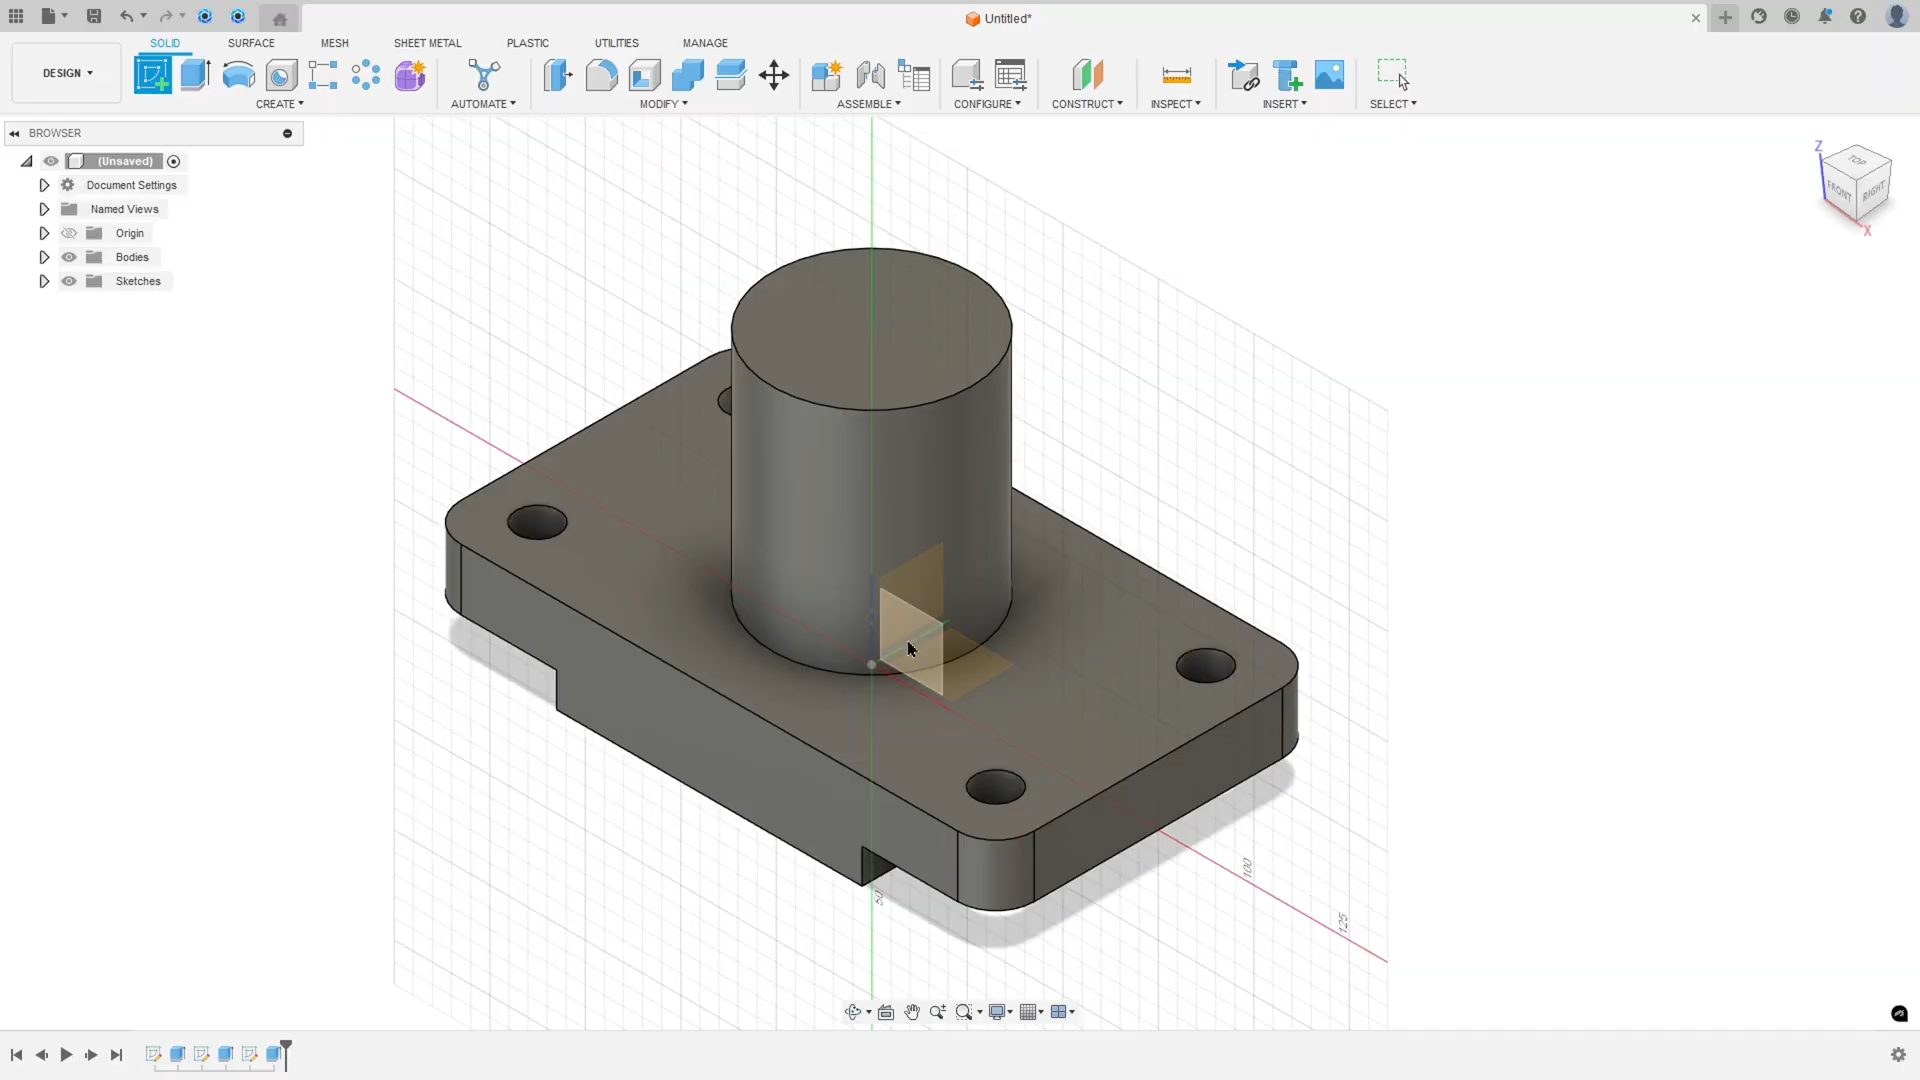 Untitled*
DESIGN
SOLID
SURFACE
MESH
SHEET METAL
PLASTIC
UTILITIES
MANAGE
CREATE
AUTOMATE
MODIFY
ASSEMBLE
CONFIGURE
CONSTRUCT
INSPECT
INSERT
SELECT
BROWSER
(Unsaved)
Document Settings
Named Views
Origin
Bodies
Sketches
Z
TOP
FRONT
RIGHT
X
50
100
125